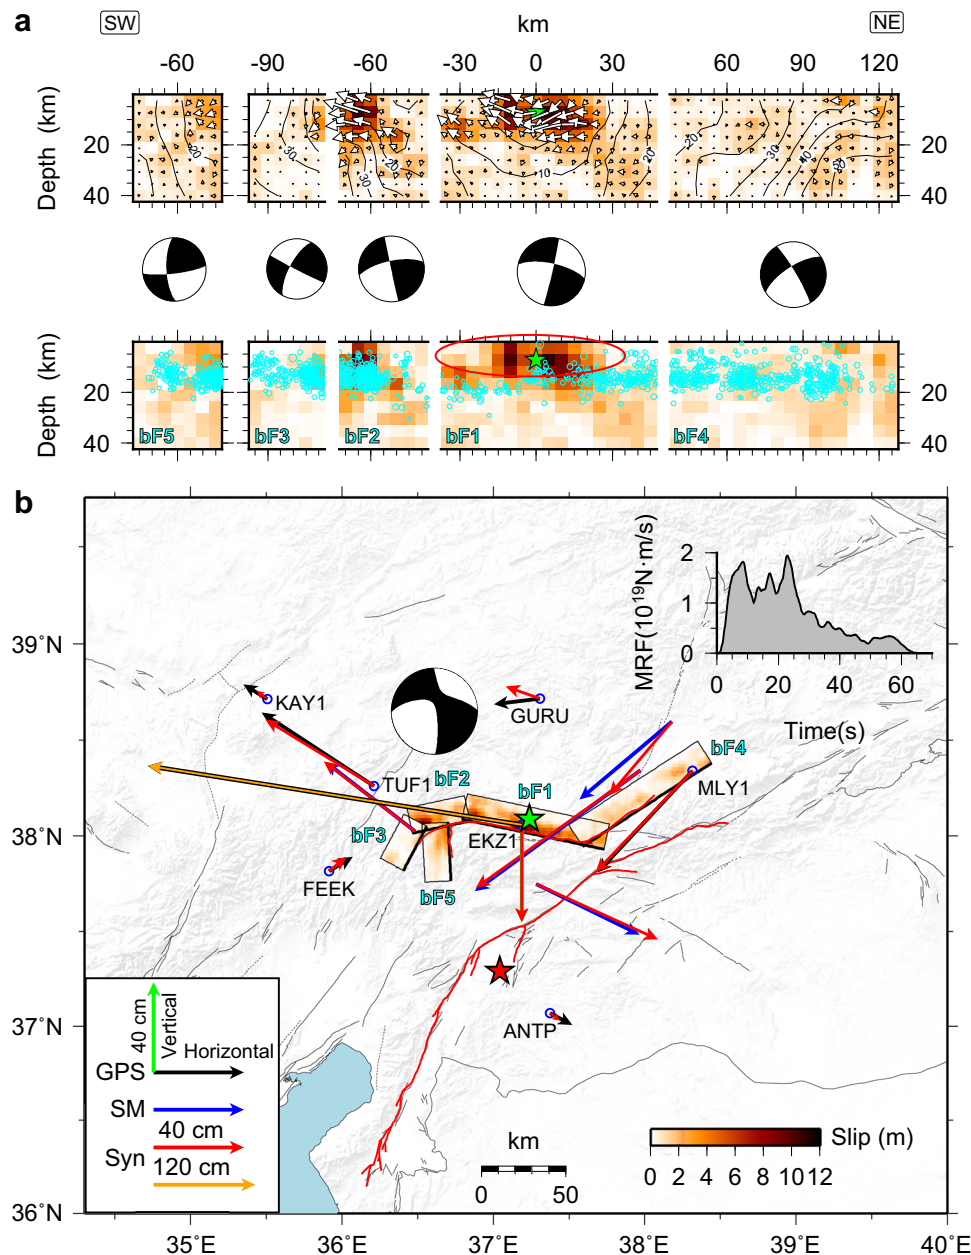 a
SW
km
NE
-60
-90
-60
-30
0
30
60
90
120
Depth (km)
20
40
20
30
20
30
10
20
20
30
40
20
40
Depth (km)
20
40
bF5
bF3
bF2
bF1
bF4
20
40
b
39°N
38°N
37°N
36°N
35°E
36°E
37°E
38°E
39°E
40°E
MRF(10¹⁹N·m/s)
2
1
0
0
20
40
60
Time(s)
KAY1
GURU
TUF1
bF2
bF1
bF4
MLY1
bF3
EKZ1
FEEK
bF5
ANTP
40 cm
Vertical
Horizontal
GPS
SM
40 cm
Syn
120 cm
km
0
50
Slip (m)
0
2
4
6
8
10
12